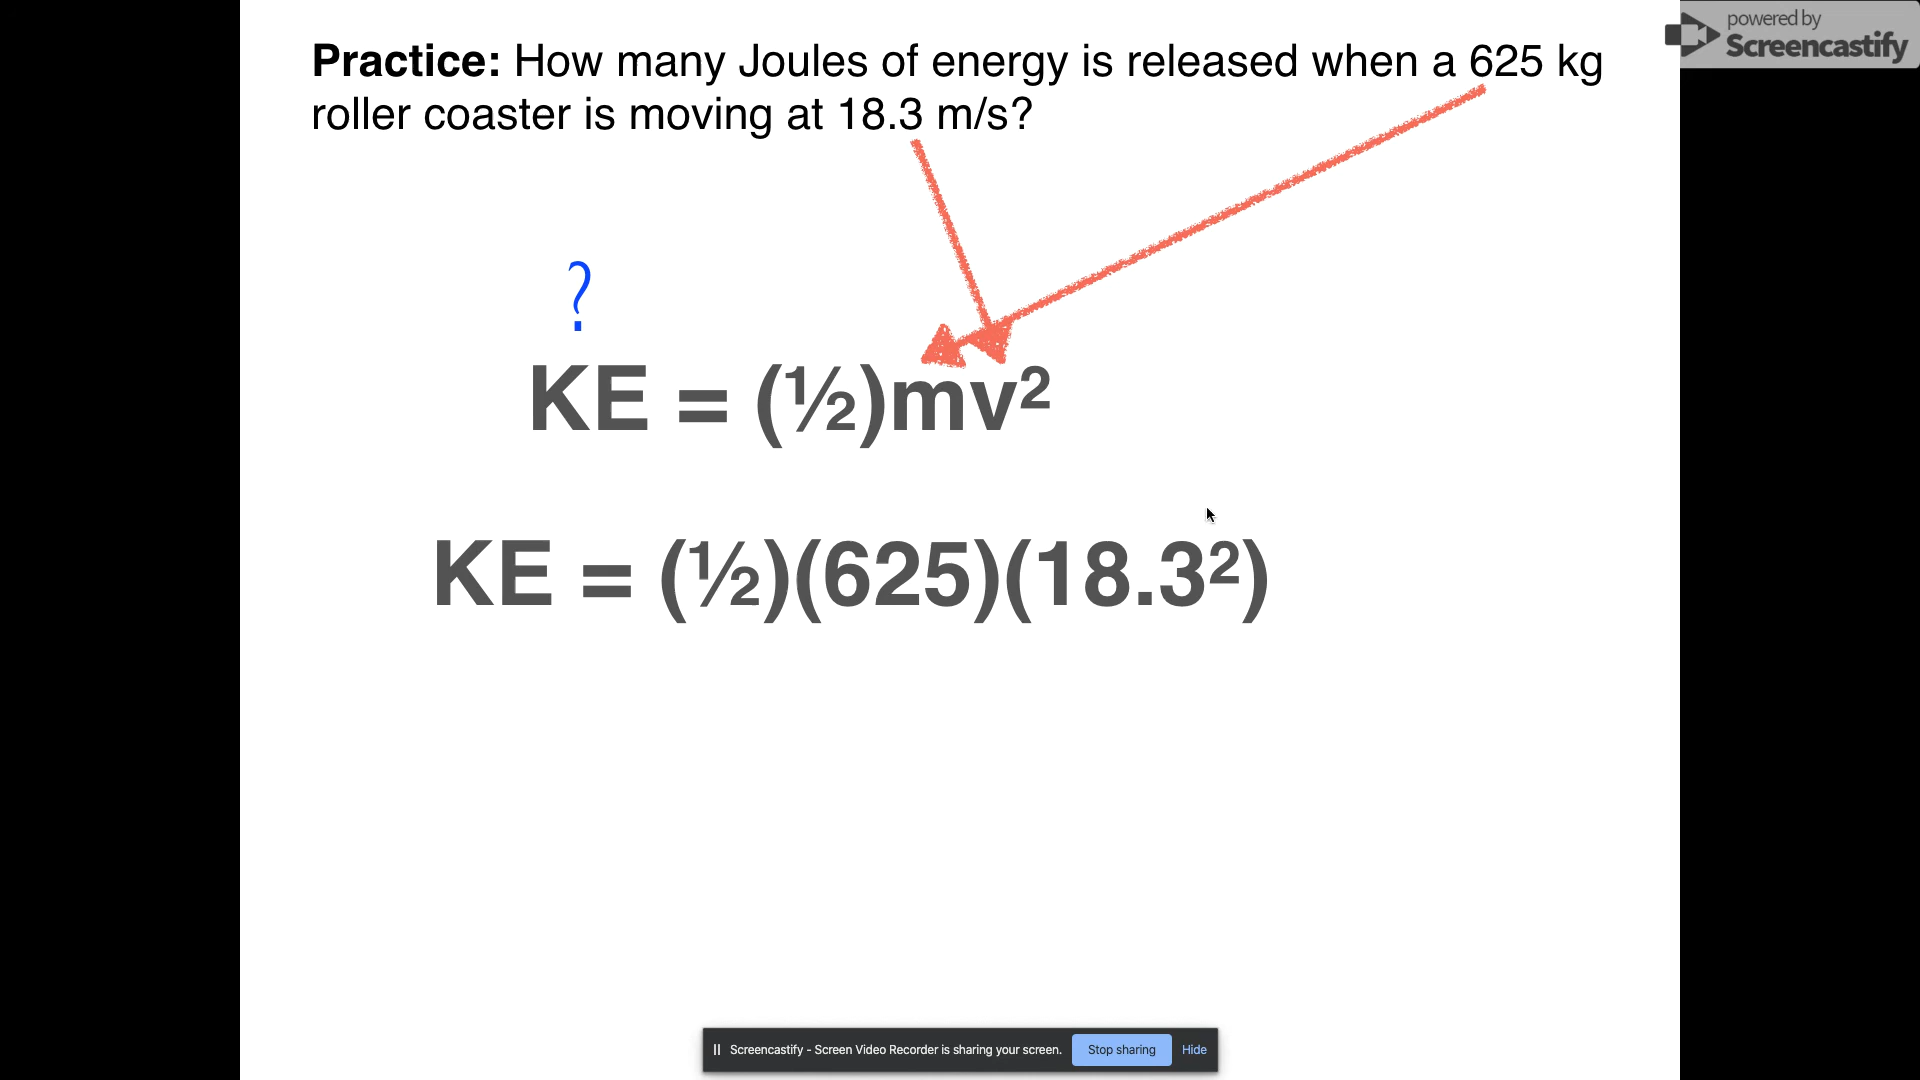 powered by
Screencastify
Practice: How many Joules of energy is released when a 625 kg
roller coaster is moving at 18.3 m/s?
?
KE = (½)mv²
KE = (½)(625)(18.3²)
Screencastify - Screen Video Recorder is sharing your screen. Stop sharing Hide